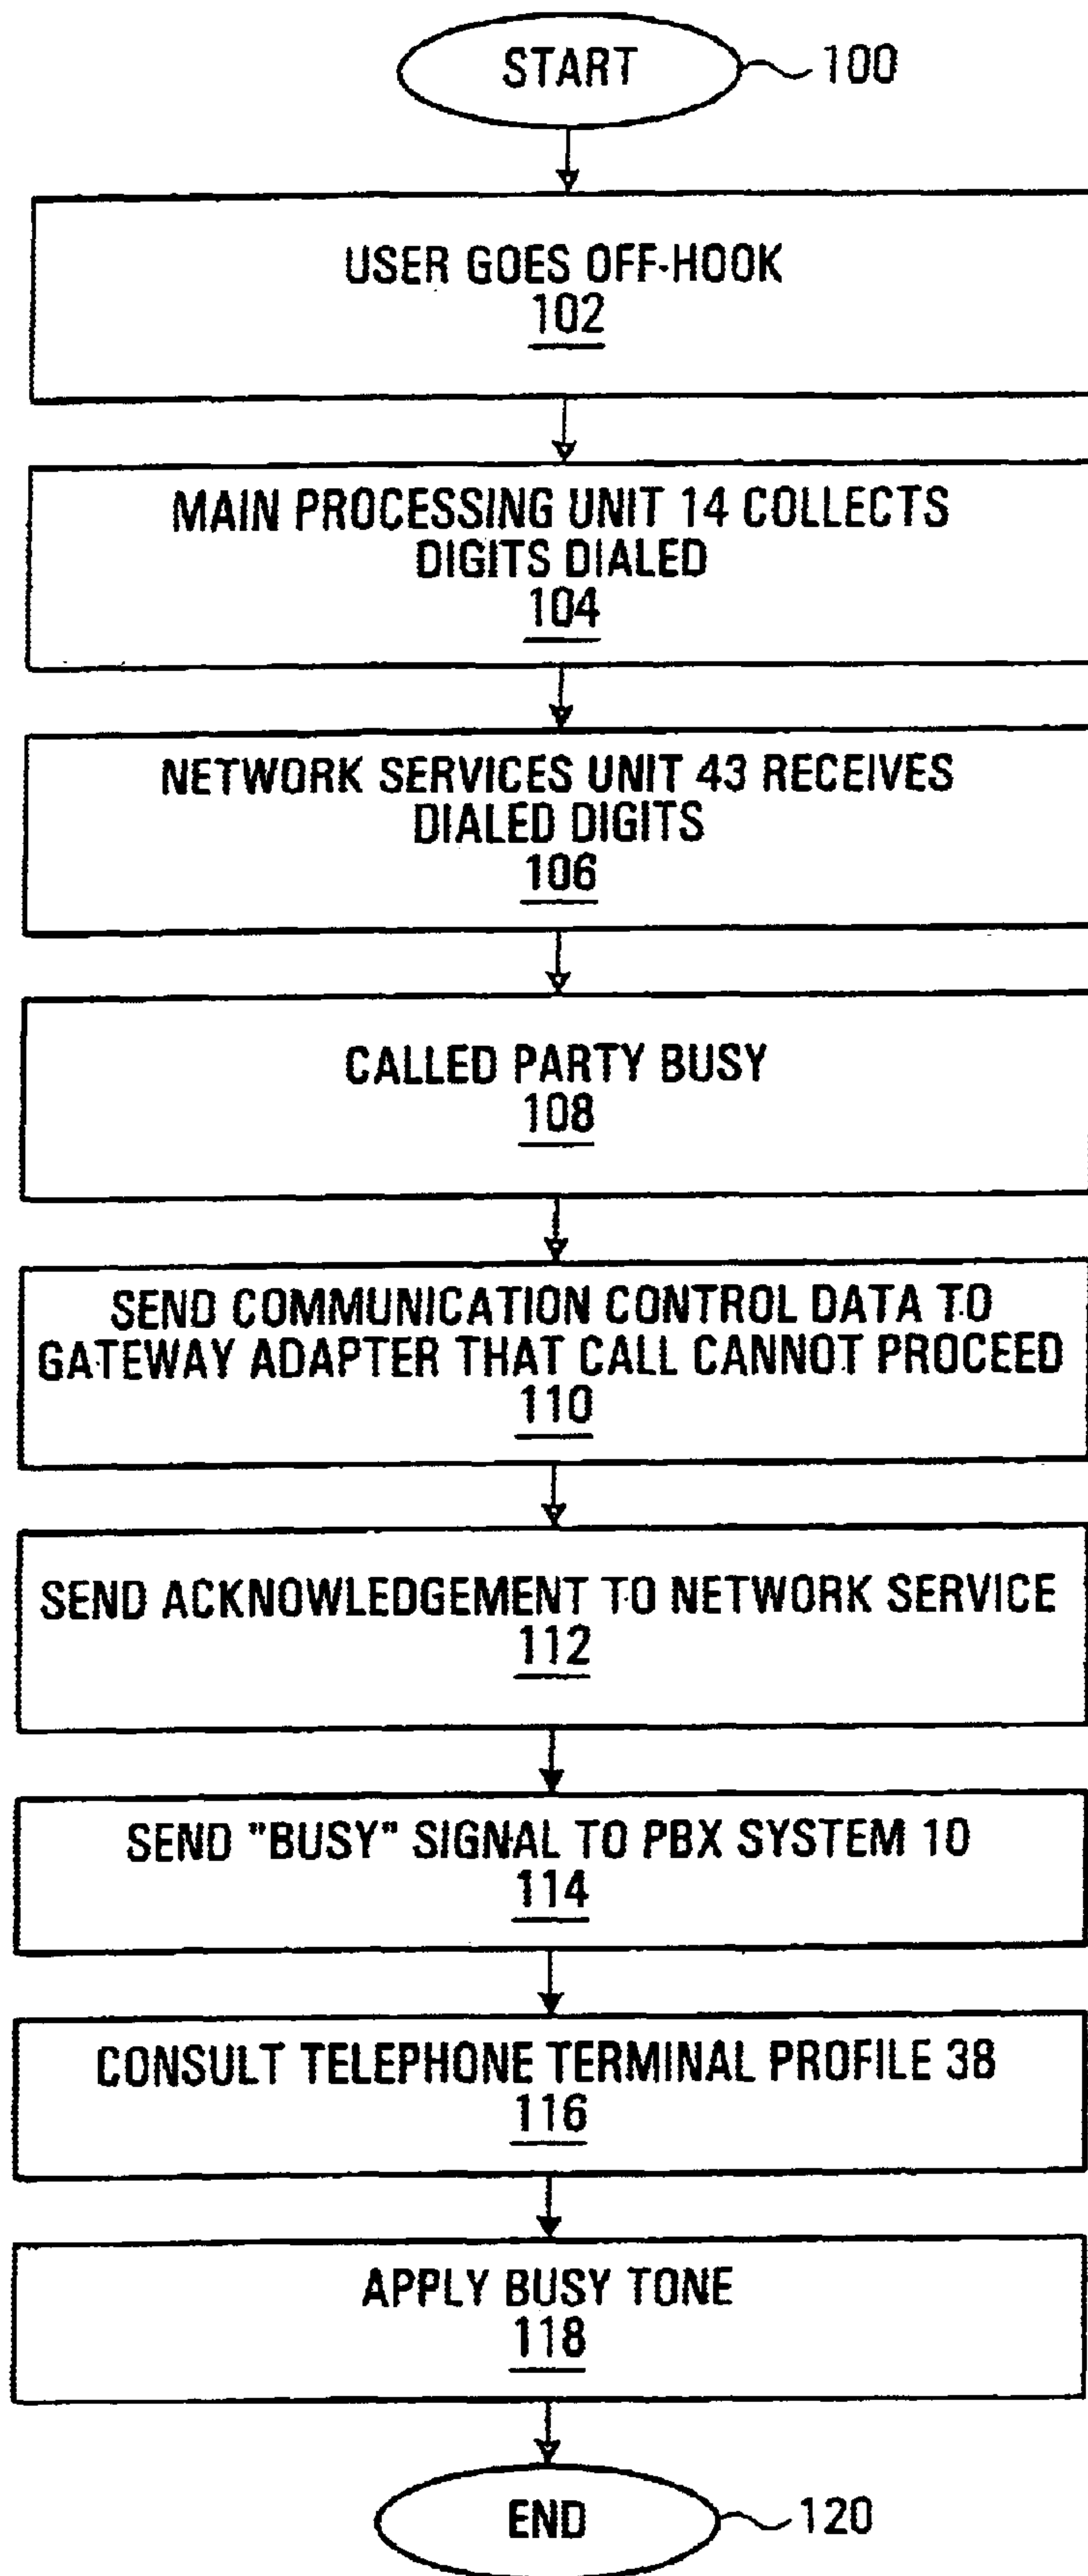 START
100
USER GOES OFF-HOOK
102
MAIN PROCESSING UNIT 14 COLLECTS
DIGITS DIALED
104
NETWORK SERVICES UNIT 43 RECEIVES
DIALED DIGITS
106
CALLED PARTY BUSY
108
SEND COMMUNICATION CONTROL DATA TO
GATEWAY ADAPTER THAT CALL CANNOT PROCEED
110
SEND ACKNOWLEDGEMENT TO NETWORK SERVICE
112
SEND "BUSY" SIGNAL TO PBX SYSTEM 10
114
CONSULT TELEPHONE TERMINAL PROFILE 38
116
APPLY BUSY TONE
118
END
120